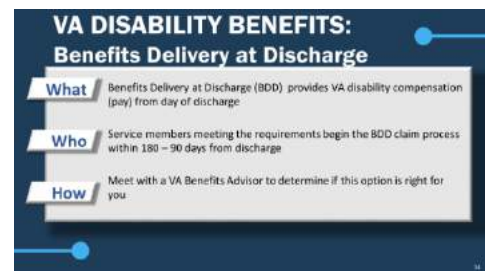 VA DISABILITY BENEFITS:
Benefits Delivery at Discharge
What
Benefits Delivery at Discharge (BDD) provides VA disability compensation
(pay) from day of discharge
Who
Service members meeting the requirements begin the BDD claim process
within 180 – 90 days from discharge
How
Meet with a VA Benefits Advisor to determine if this option is right for
you